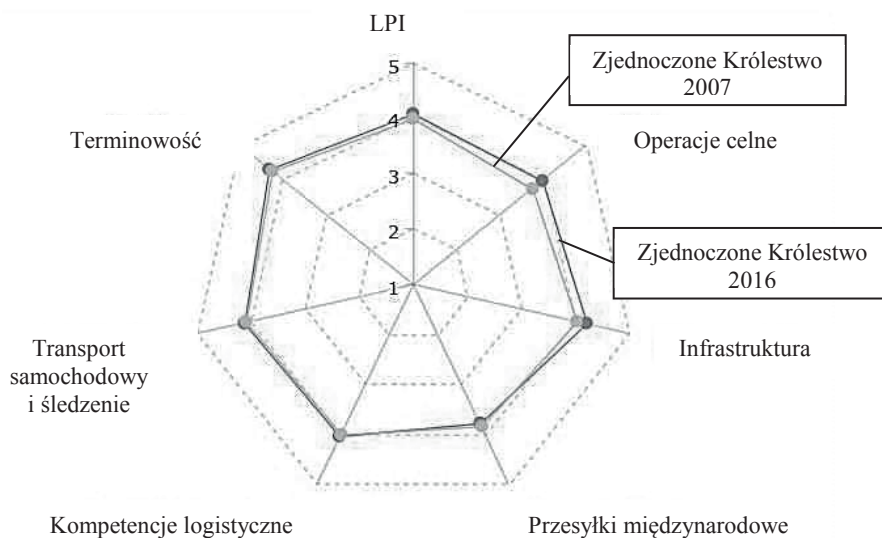 LPI
5
4
3
2
1
Zjednoczone Królestwo
2007
Operacje celne
Zjednoczone Królestwo
2016
Infrastruktura
Przesyłki międzynarodowe
Kompetencje logistyczne
Transport
samochodowy
i śledzenie
Terminowość